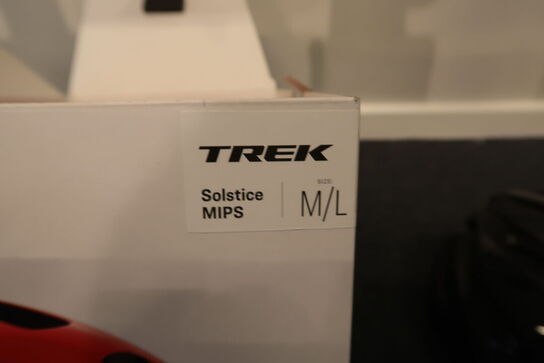 TREK
Solstice
MIPS
SIZE:
M/L